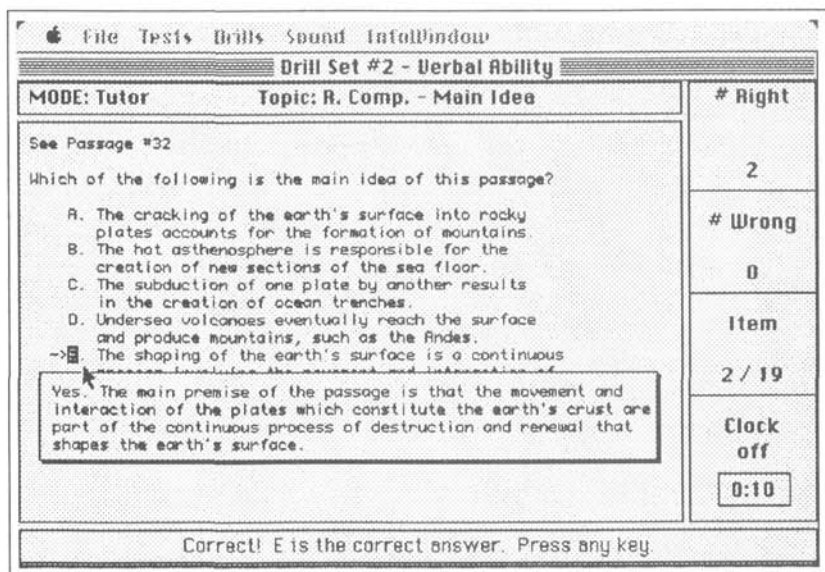 File Tests Drills Sound InfoWindow
Drill Set #2 - Verbal Ability
MODE: Tutor Topic: R. Comp. - Main Idea
See Passage #32
Which of the following is the main idea of this passage?
A. The cracking of the earth's surface into rocky
plates accounts for the formation of mountains.
B. The hot asthenosphere is responsible for the
creation of new sections of the sea floor.
C. The subduction of one plate by another results
in the creation of ocean trenches.
D. Undersea volcanoes eventually reach the surface
and produce mountains, such as the Andes.
->E. The shaping of the earth's surface is a continuous
process involving the movement and interaction of
Yes. The main premise of the passage is that the movement and
interaction of the plates which constitute the earth's crust are
part of the continuous process of destruction and renewal that
shapes the earth's surface.
# Right
2
# Wrong
0
Item
2 / 19
Clock
off
0:10
Correct! E is the correct answer. Press any key.